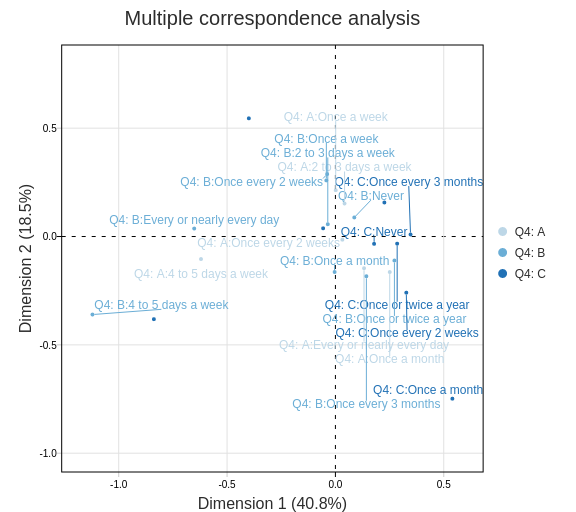 Multiple correspondence analysis
Q4: A:Once a week
Q4: B:Once a week
Q4: B:2 to 3 days a week
Q4: A:2 to 3 days a week
Q4: B:Once every 2 weeks
Q4: C:Once every 3 months
Q4: B:Never
Q4: B:Every or nearly every day
Q4: C:Never
Q4: A:Once every 2 weeks
Q4: B:Once a month
Q4: A:4 to 5 days a week
Q4: B:4 to 5 days a week
Q4: C:Once or twice a year
Q4: B:Once or twice a year
Q4: C:Once every 2 weeks
Q4: A:Every or nearly every day
Q4: A:Once a month
Q4: C:Once a month
Q4: B:Once every 3 months
Q4: A
Q4: B
Q4: C
0.5
0.0
-0.5
-1.0
-1.0
-0.5
0.0
0.5
Dimension 1 (40.8%)
Dimension 2 (18.5%)